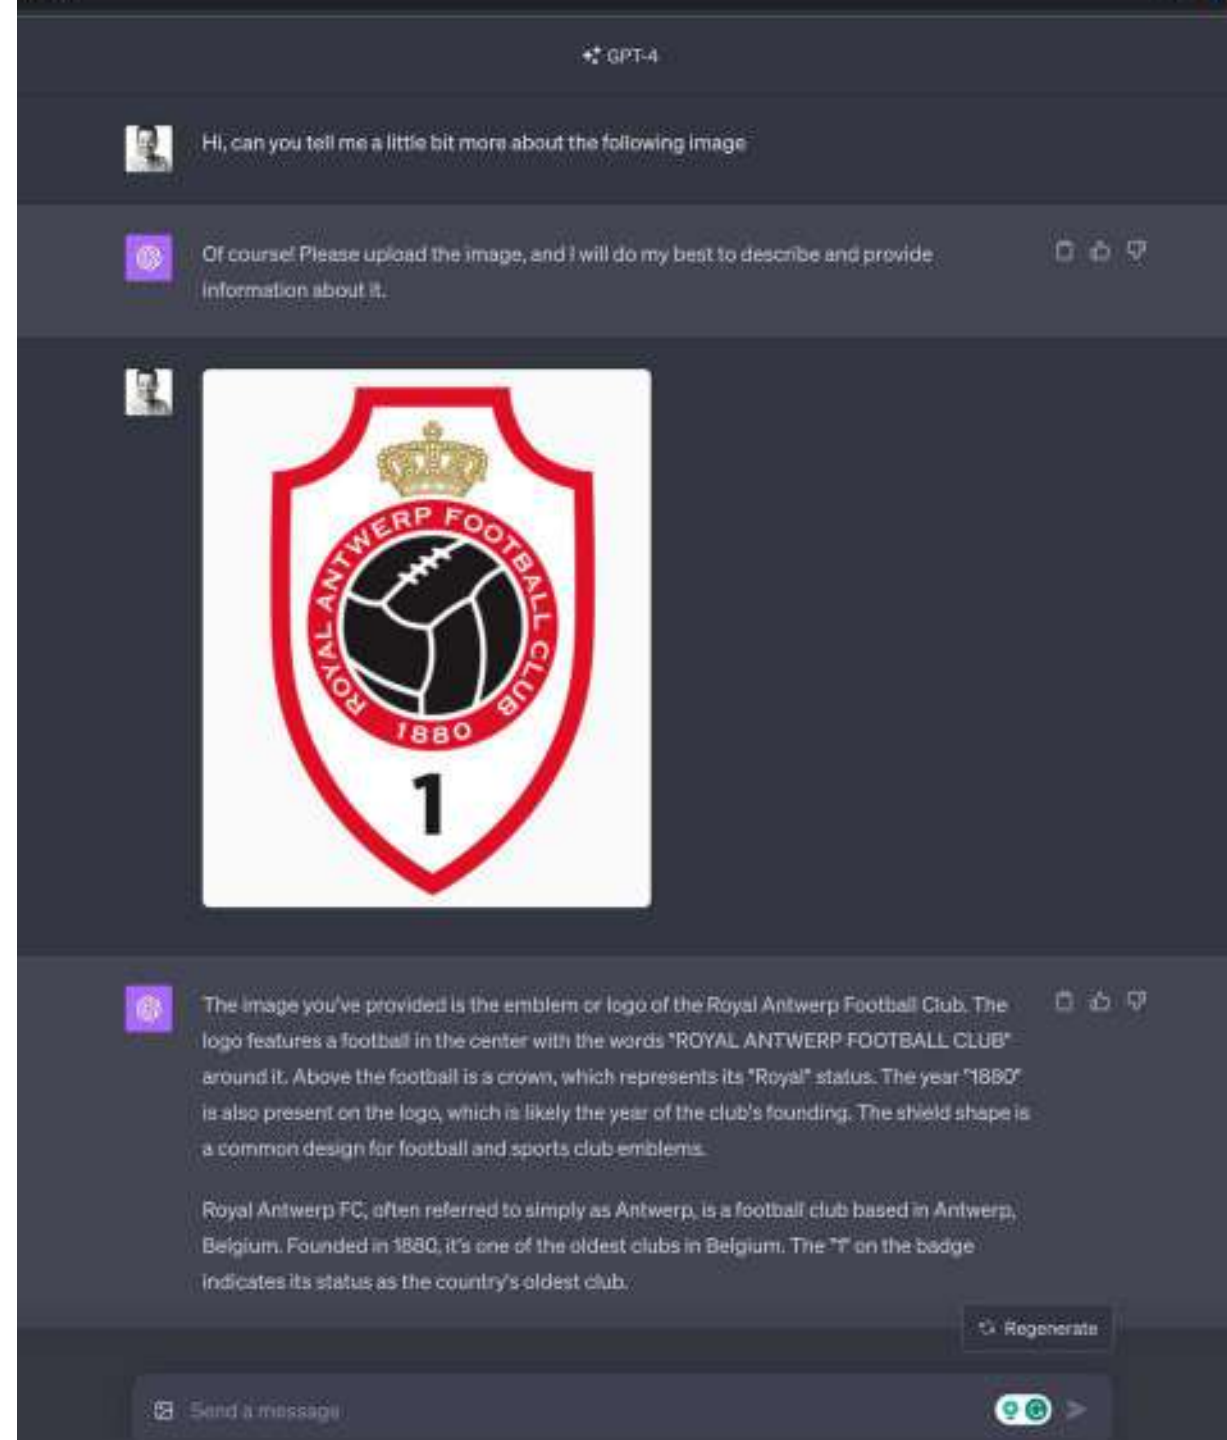 GPT-4
Hi, can you tell me a little bit more about the following image
Of course! Please upload the image, and I will do my best to describe and provide
information about it.
ROYAL ANTWERP FOOTBALL CLUB
1880
1
The image you've provided is the emblem or logo of the Royal Antwerp Football Club. The
logo features a football in the center with the words "ROYAL ANTWERP FOOTBALL CLUB"
around it. Above the football is a crown, which represents its "Royal" status. The year "1880"
is also present on the logo, which is likely the year of the club's founding. The shield shape is
a common design for football and sports club emblems.
Royal Antwerp FC, often referred to simply as Antwerp, is a football club based in Antwerp,
Belgium. Founded in 1880, it's one of the oldest clubs in Belgium. The "1" on the badge
indicates its status as the country's oldest club.
Regenerate
Send a message